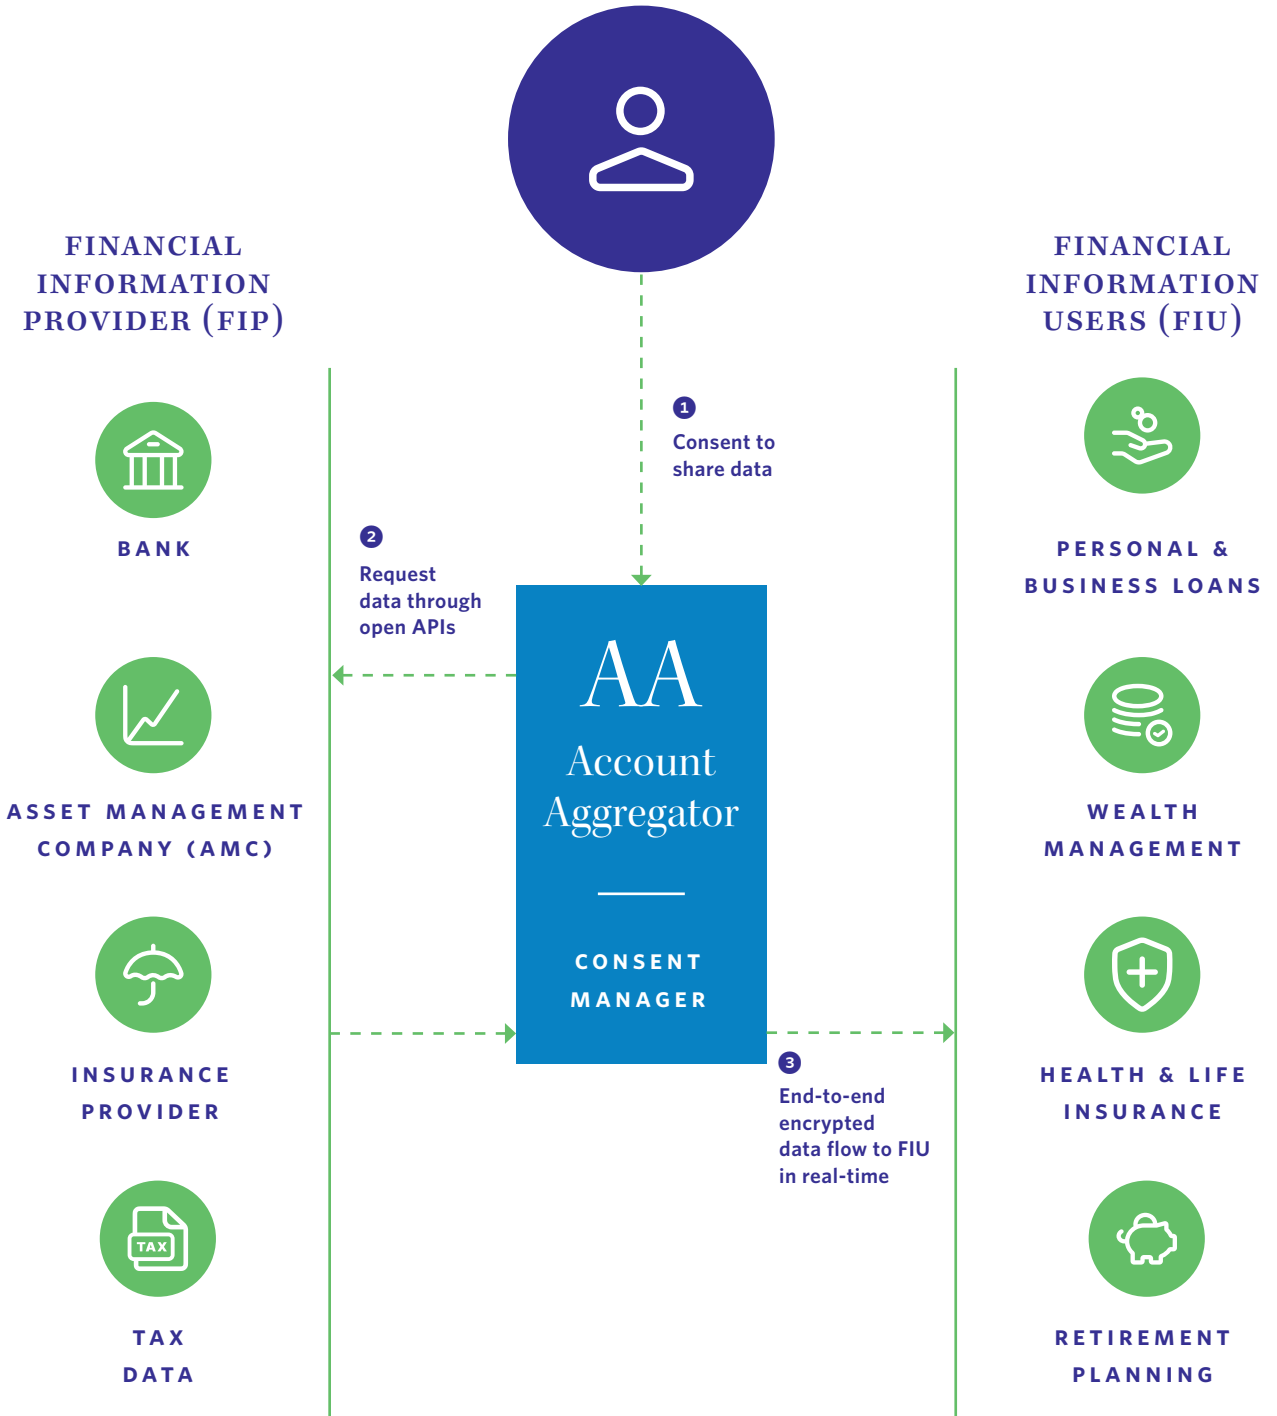 FINANCIAL
INFORMATION
PROVIDER (FIP)
BANK
ASSET MANAGEMENT
COMPANY (AMC)
INSURANCE
PROVIDER
TAX
TAX
DATA
1
Consent to
share data
2
Request
data through
open APIs
AA
Account
Aggregator
CONSENT
MANAGER
3
End-to-end
encrypted
data flow to FIU
in real-time
FINANCIAL
INFORMATION
USERS (FIU)
PERSONAL &
BUSINESS LOANS
WEALTH
MANAGEMENT
HEALTH & LIFE
INSURANCE
RETIREMENT
PLANNING